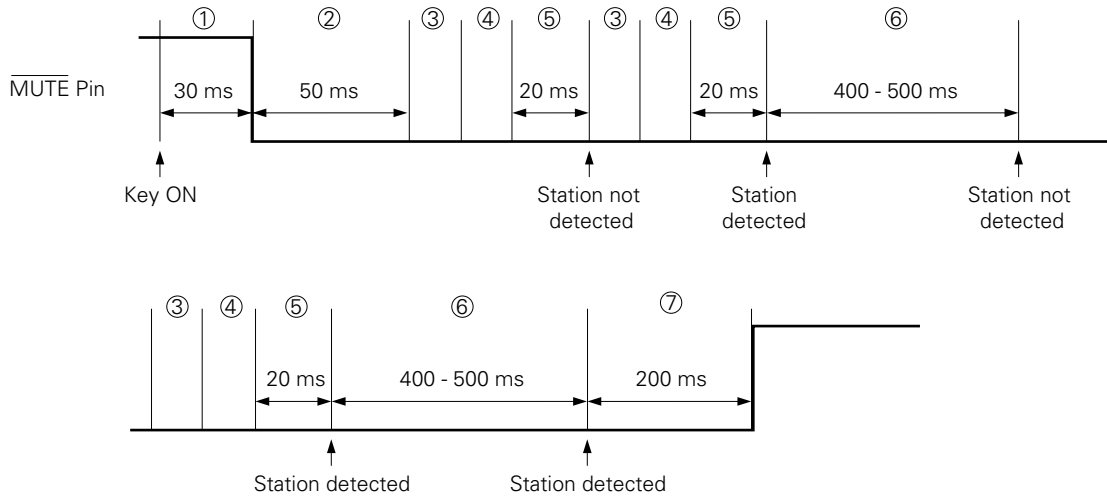 ① ② ③ ④ ⑤ ③ ④ ⑤ ⑥
MUTE Pin
30 ms 50 ms 20 ms 20 ms 400 - 500 ms
Key ON
Station not
detected
Station
detected
Station not
detected
③ ④ ⑤ ⑥ ⑦
20 ms 400 - 500 ms 200 ms
Station detected Station detected